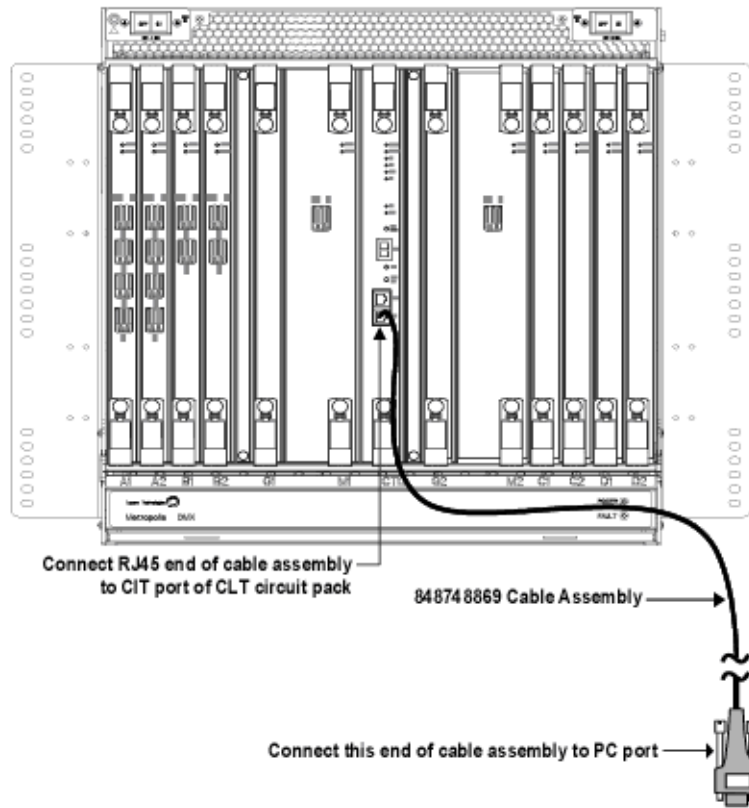 A1 A2 B1 B2 G1 M1 CTL G2 M2 C1 C2 D1 D2
Metropolis DMX
FAULT
Connect RJ45 end of cable assembly
to CIT port of CLT circuit pack
848748869 Cable Assembly
Connect this end of cable assembly to PC port